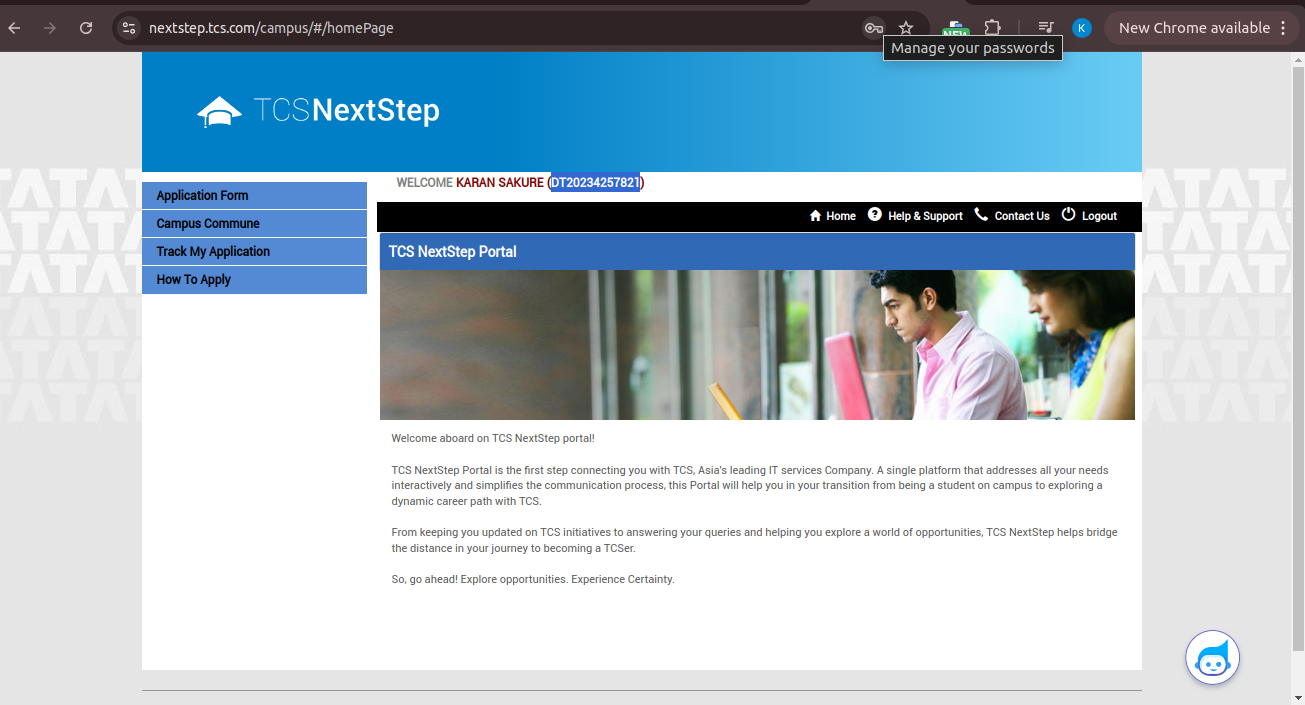 nextstep.tcs.com/campus/#/homePage
NEW
K
New Chrome available
Manage your passwords
TCS NextStep
WELCOME KARAN SAKURE (DT20234257821)
Application Form
Campus Commune
Track My Application
How To Apply
Home
Help & Support
Contact Us
Logout
TCS NextStep Portal
Welcome aboard on TCS NextStep portal!
TCS NextStep Portal is the first step connecting you with TCS, Asia's leading IT services Company. A single platform that addresses all your needs
interactively and simplifies the communication process, this Portal will help you in your transition from being a student on campus to exploring a
dynamic career path with TCS.
From keeping you updated on TCS initiatives to answering your queries and helping you explore a world of opportunities, TCS NextStep helps bridge
the distance in your journey to becoming a TCSer.
So, go ahead! Explore opportunities. Experience Certainty.